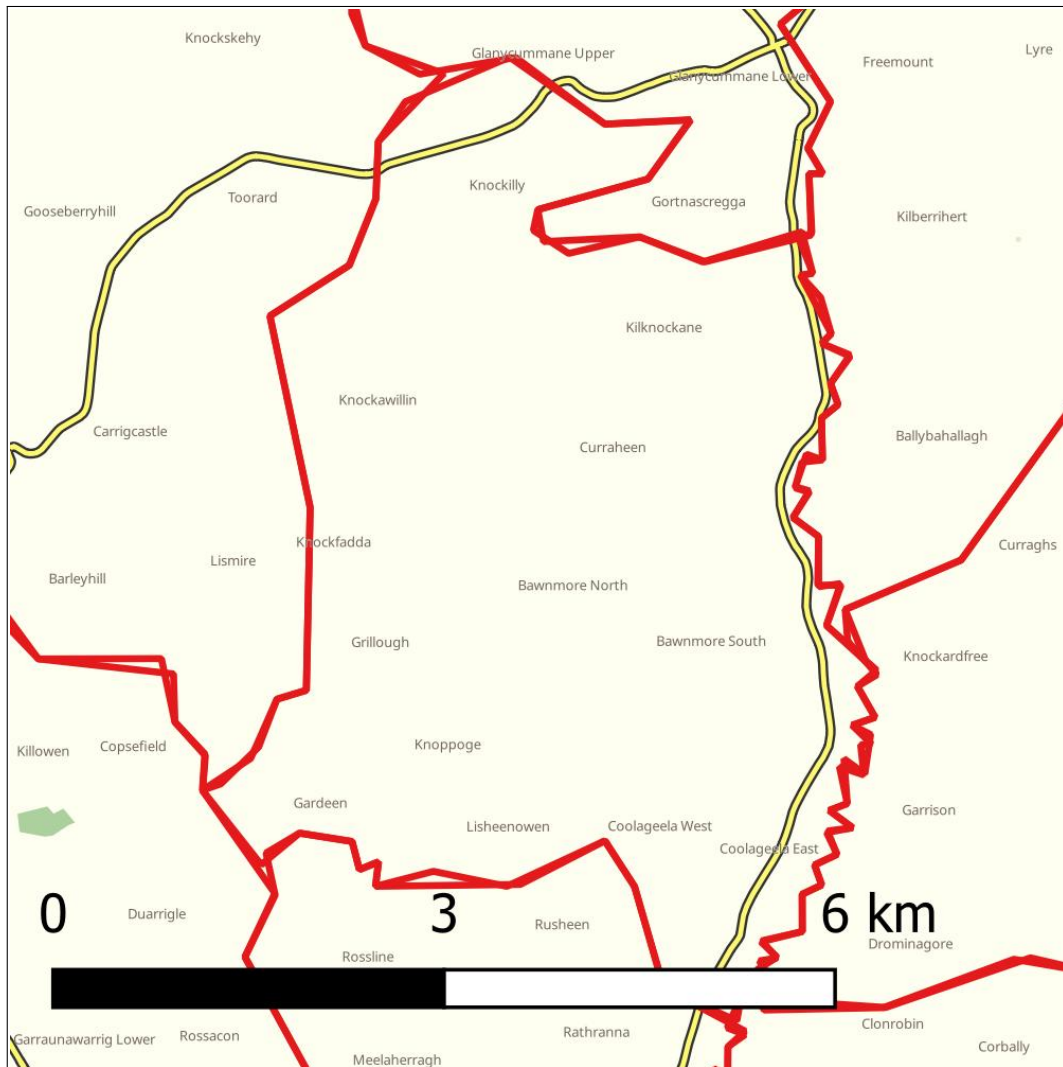 Knockskehy
Glanycummane Upper
Lyre
Freemount
Glanycummane Lower
Knockilly
Toorard
Gortnascregga
Gooseberryhill
Kilberrihert
Kilknockane
Knockawillin
Carrigcastle
Ballybahallagh
Curraheen
Knockfadda
Curraghs
Lismire
Barleyhill
Bawnmore North
Grillough
Bawnmore South
Knockardfree
Knoppoge
Copsefield
Killowen
Gardeen
Garrison
Lisheenowen
Coolageela West
Coolageela East
0 3 6 km
Duarrigle
Rusheen
Drominagore
Rossline
Clonrobin
Rathranna
Rossacon
Garraunawarrig Lower
Corbally
Meelaherragh